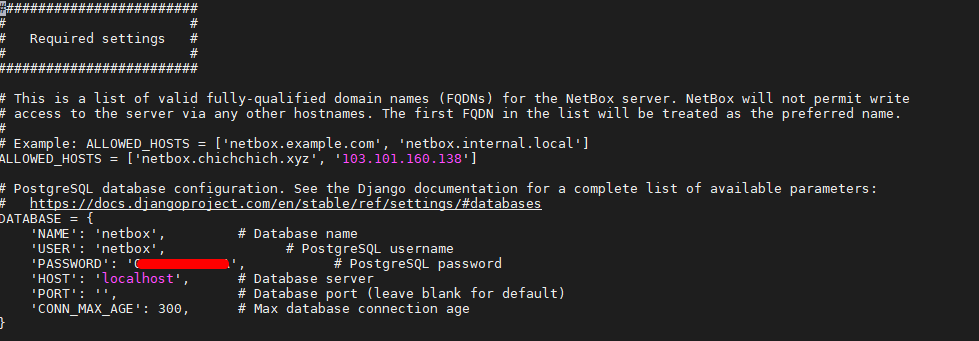 #########################
#                       #
#   Required settings   #
#                       #
#########################
# This is a list of valid fully-qualified domain names (FQDNs) for the NetBox server. NetBox will not permit write
# access to the server via any other hostnames. The first FQDN in the list will be treated as the preferred name.
#
# Example: ALLOWED_HOSTS = ['netbox.example.com', 'netbox.internal.local']
ALLOWED_HOSTS = ['netbox.chichchich.xyz', '103.101.160.138']
# PostgreSQL database configuration. See the Django documentation for a complete list of available parameters:
#   https://docs.djangoproject.com/en/stable/ref/settings/#databases
DATABASE = {
    'NAME': 'netbox',         # Database name
    'USER': 'netbox',               # PostgreSQL username
    'PASSWORD': '',           # PostgreSQL password
    'HOST': 'localhost',      # Database server
    'PORT': '',               # Database port (leave blank for default)
    'CONN_MAX_AGE': 300,      # Max database connection age
}